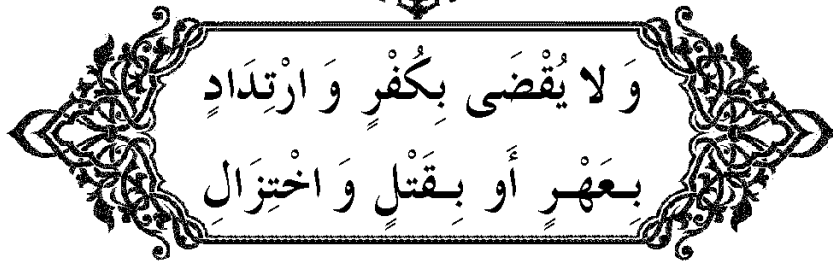 وَ لا يُقْضَى بِكُفْرٍ وَ ارْتِدَادٍ
بِعَهْرٍ أَو بِقَتْلٍ وَ اخْتِزَالِ